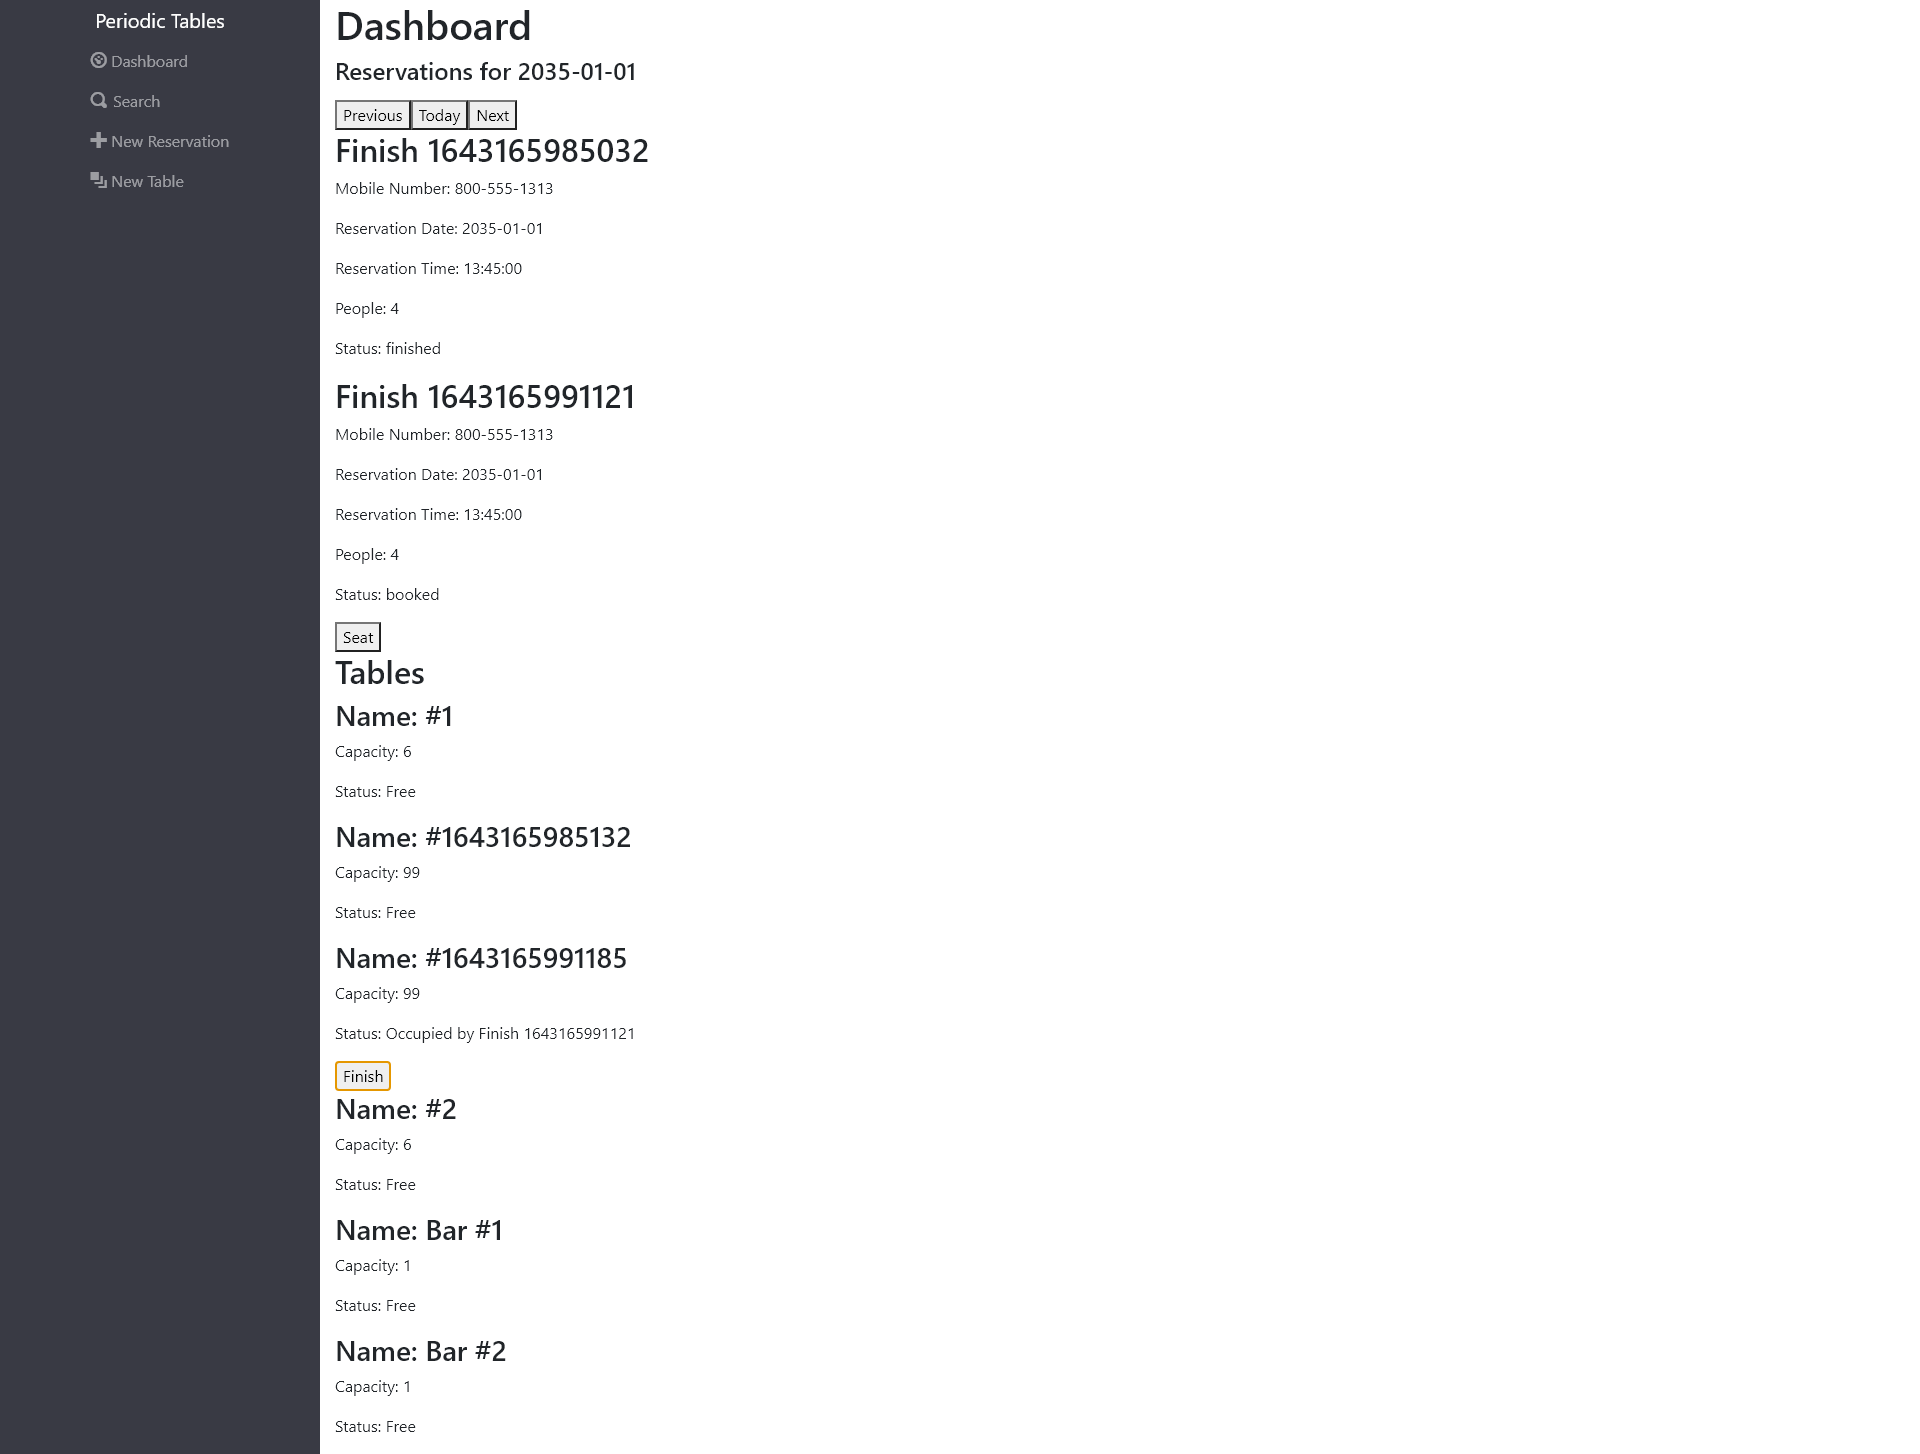 Periodic Tables
Dashboard
Search
New Reservation
New Table
Dashboard
Reservations for 2035-01-01
Previous Today Next
Finish 1643165985032
Mobile Number: 800-555-1313
Reservation Date: 2035-01-01
Reservation Time: 13:45:00
People: 4
Status: finished
Finish 1643165991121
Mobile Number: 800-555-1313
Reservation Date: 2035-01-01
Reservation Time: 13:45:00
People: 4
Status: booked
Seat
Tables
Name: #1
Capacity: 6
Status: Free
Name: #1643165985132
Capacity: 99
Status: Free
Name: #1643165991185
Capacity: 99
Status: Occupied by Finish 1643165991121
Finish
Name: #2
Capacity: 6
Status: Free
Name: Bar #1
Capacity: 1
Status: Free
Name: Bar #2
Capacity: 1
Status: Free